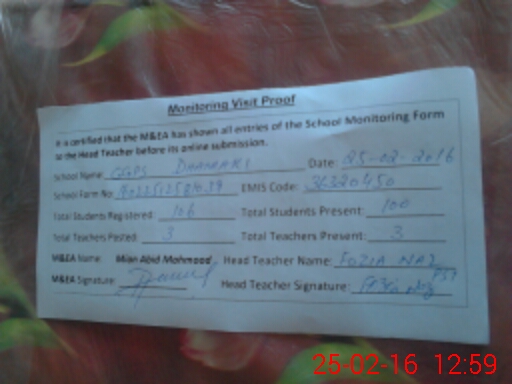 Monitoring Visit Proof
It is certified that the M&EA has shown all entries of the School Monitoring Form
to the Head Teacher before its online submission.
School Name: GGPS DHAMAKI Date: 25-02-2016
School Form No: EMIS Code: 36320450
Total Students Registered: 106 Total Students Present: 100
Total Teachers Posted: 3 Total Teachers Present: 3
M&EA Name: Mian Abid Mahmood Head Teacher Name: FOZIA NAZ
PST
M&EA Signature: Head Teacher Signature:
25-02-16 12:59